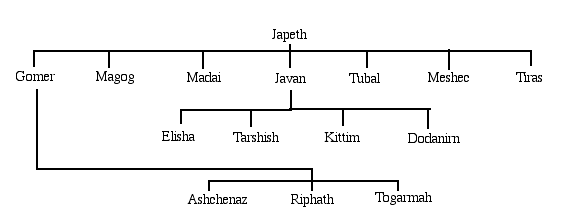 Japeth
Gomer Magog Madai Javan Tubal Meshec Tiras
Elisha Tarshish Kittim Dodanim
Ashchenaz Riphath Togarmah